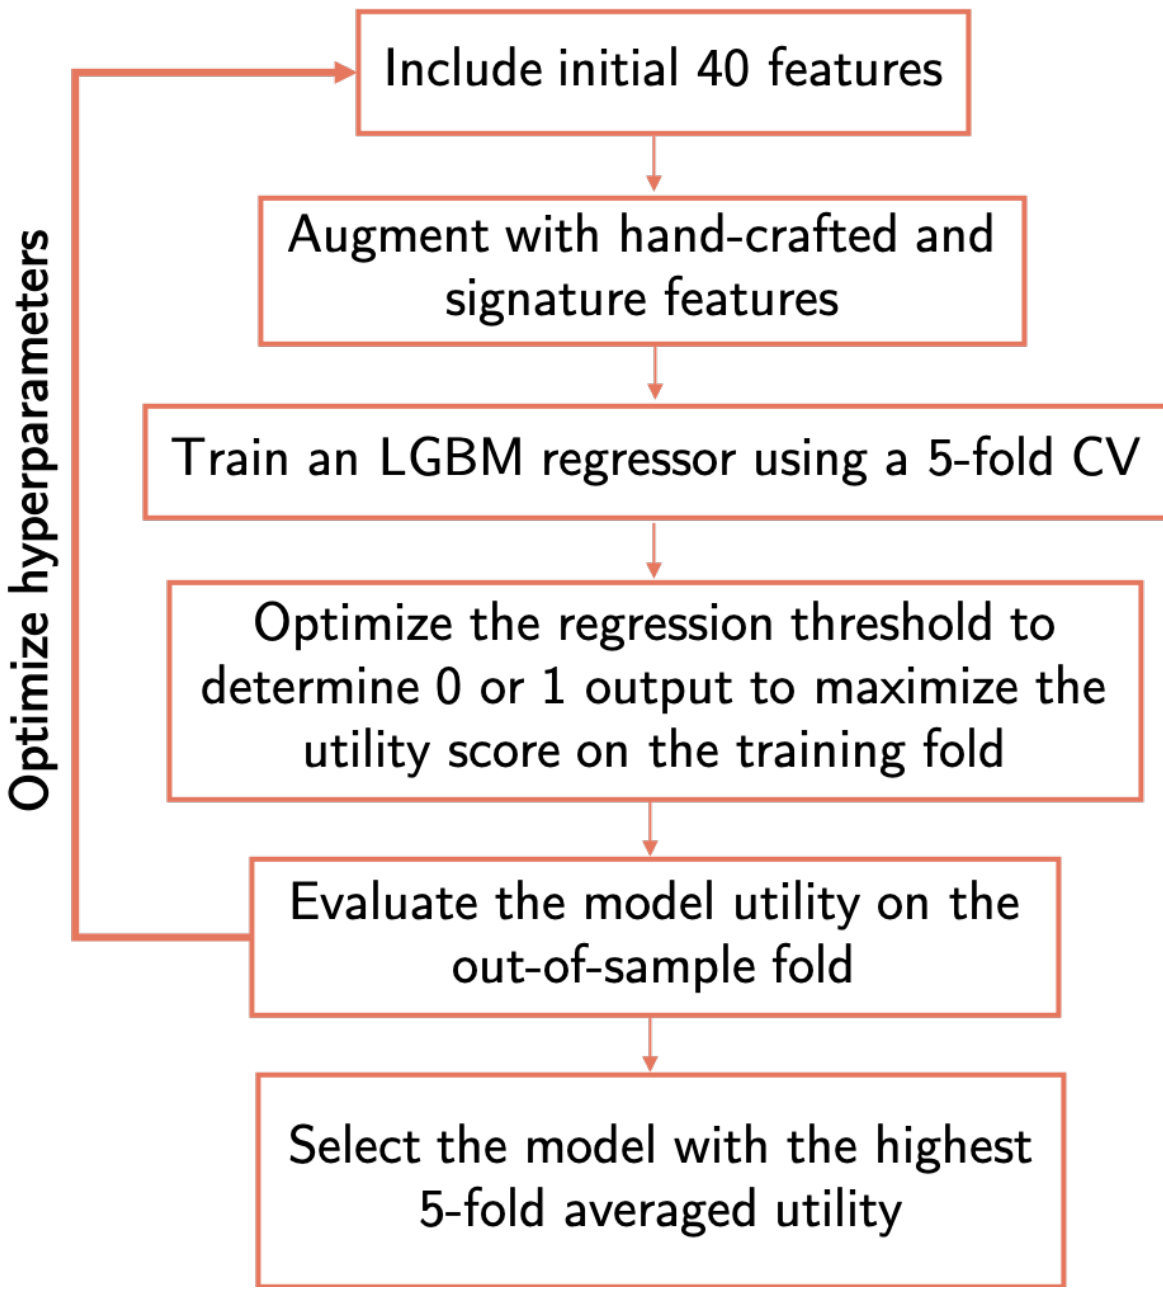 Include initial 40 features
Augment with hand-crafted and
signature features
Train an LGBM regressor using a 5-fold CV
Optimize the regression threshold to
determine 0 or 1 output to maximize the
utility score on the training fold
Evaluate the model utility on the
out-of-sample fold
Select the model with the highest
5-fold averaged utility
Optimize hyperparameters